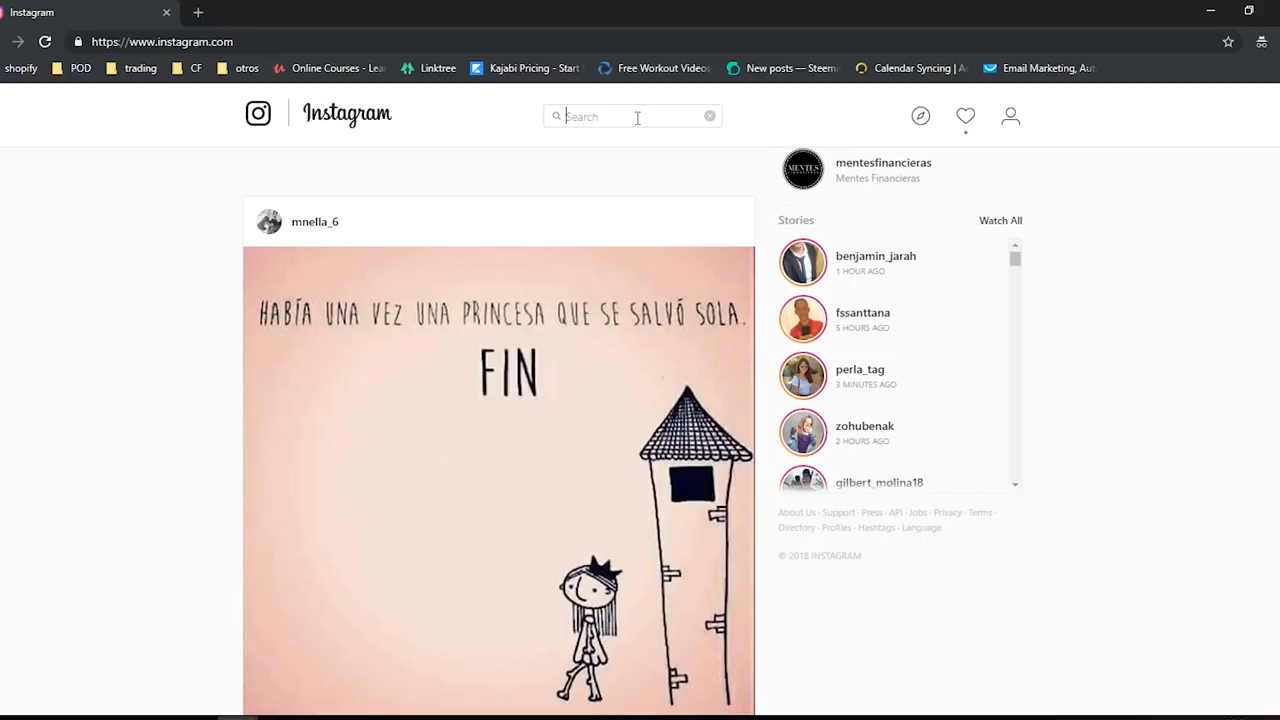 Instagram
https://www.instagram.com
shopify POD trading CF otros Online Courses - Lea Linktree Kajabi Pricing - Start Free Workout Videos New posts — Steemit Calendar Syncing | A Email Marketing, Aut
Instagram
Search
mentesfinancieras
MENTES
Mentes Financieras
Stories Watch All
mnella_6
benjamin_jarah
1 HOUR AGO
HABÍA UNA VEZ UNA PRINCESA QUE SE SALVÓ SOLA.
FIN
fssanttana
5 HOURS AGO
perla_tag
3 MINUTES AGO
zohubenak
2 HOURS AGO
gilbert_molina18
About Us · Support · Press · API · Jobs · Privacy · Terms ·
Directory · Profiles · Hashtags · Language
© 2018 INSTAGRAM